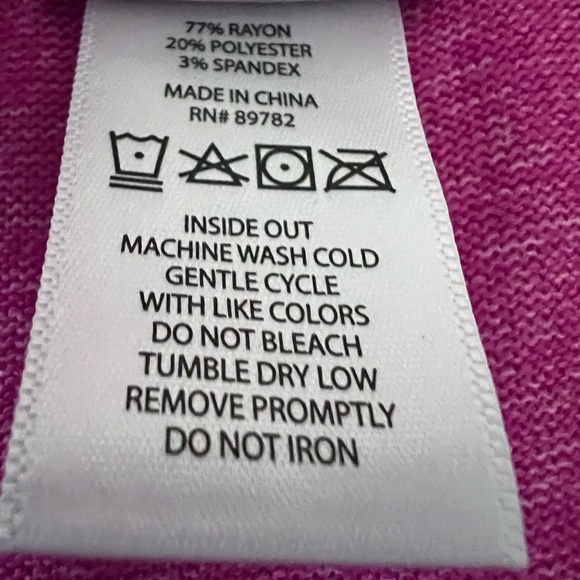 77% RAYON
20% POLYESTER
3% SPANDEX
MADE IN CHINA
RN# 89782
INSIDE OUT
MACHINE WASH COLD
GENTLE CYCLE
WITH LIKE COLORS
DO NOT BLEACH
TUMBLE DRY LOW
REMOVE PROMPTLY
DO NOT IRON